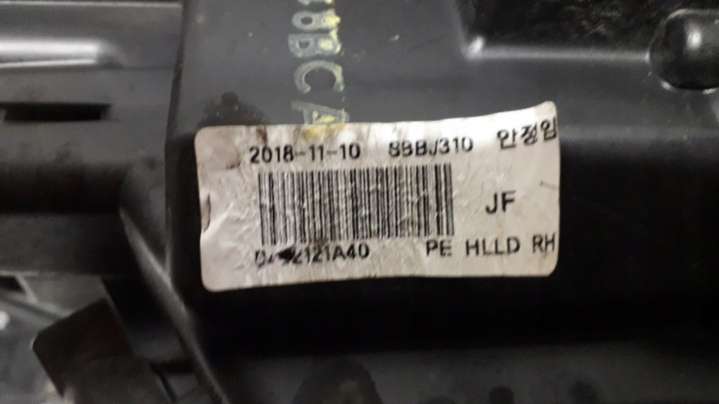 2018-11-10 8BBJ310 안정임
JF
PE HLLD RH